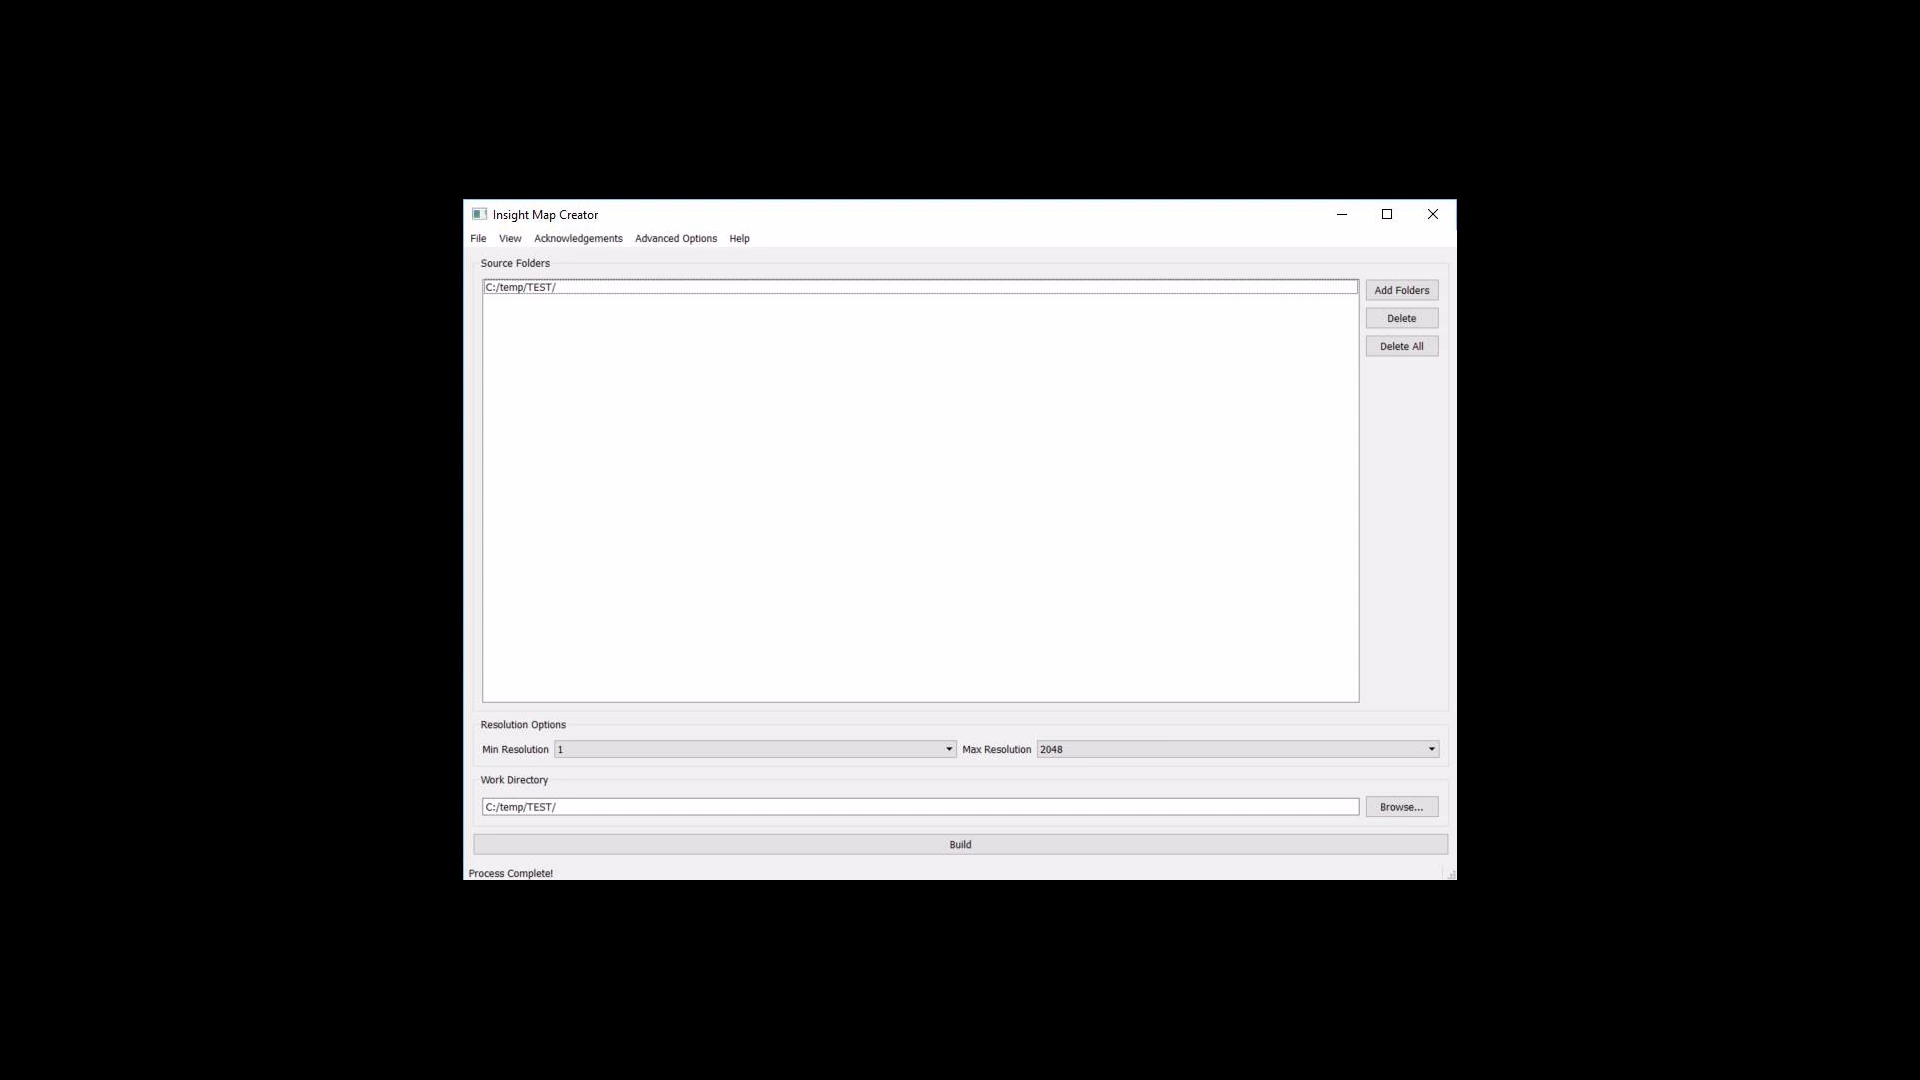 Insight Map Creator
File View Acknowledgements Advanced Options Help
Source Folders
C:/temp/TEST/
Add Folders
Delete
Delete All
Resolution Options
Min Resolution 1 Max Resolution 2048
Work Directory
C:/temp/TEST/ Browse...
Build
Process Complete!